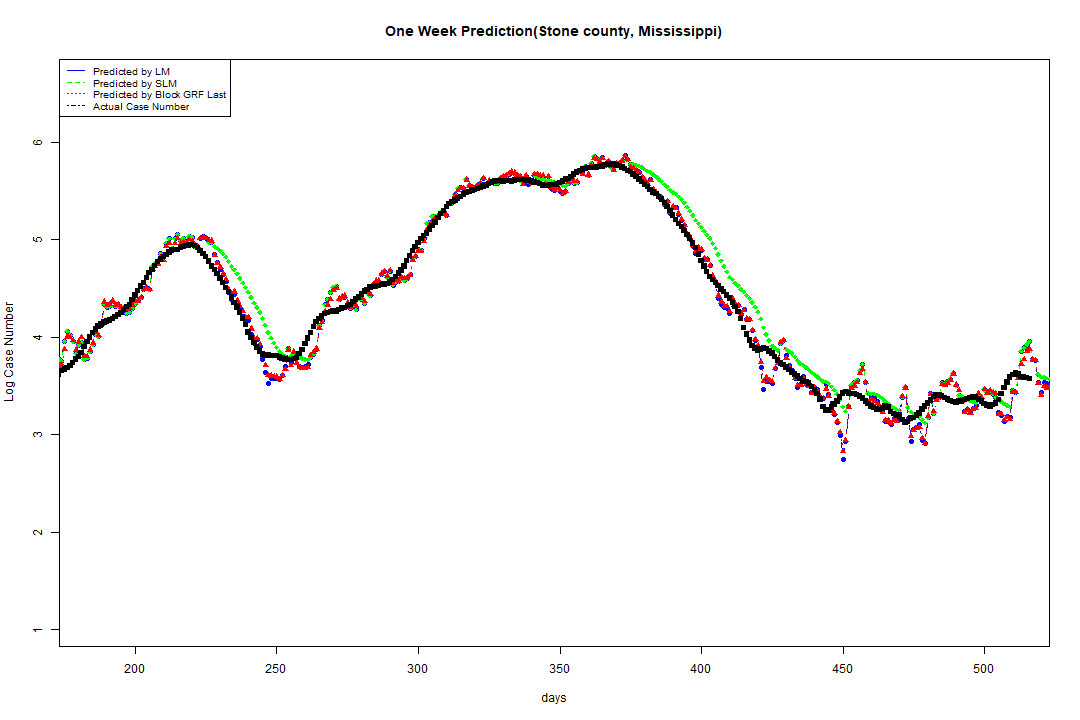 One Week Prediction(Stone county, Mississippi)
Predicted by LM
Predicted by SLM
Predicted by Block GRF Last
Actual Case Number
6
5
4
3
2
1
Log Case Number
200 250 300 350 400 450 500
days